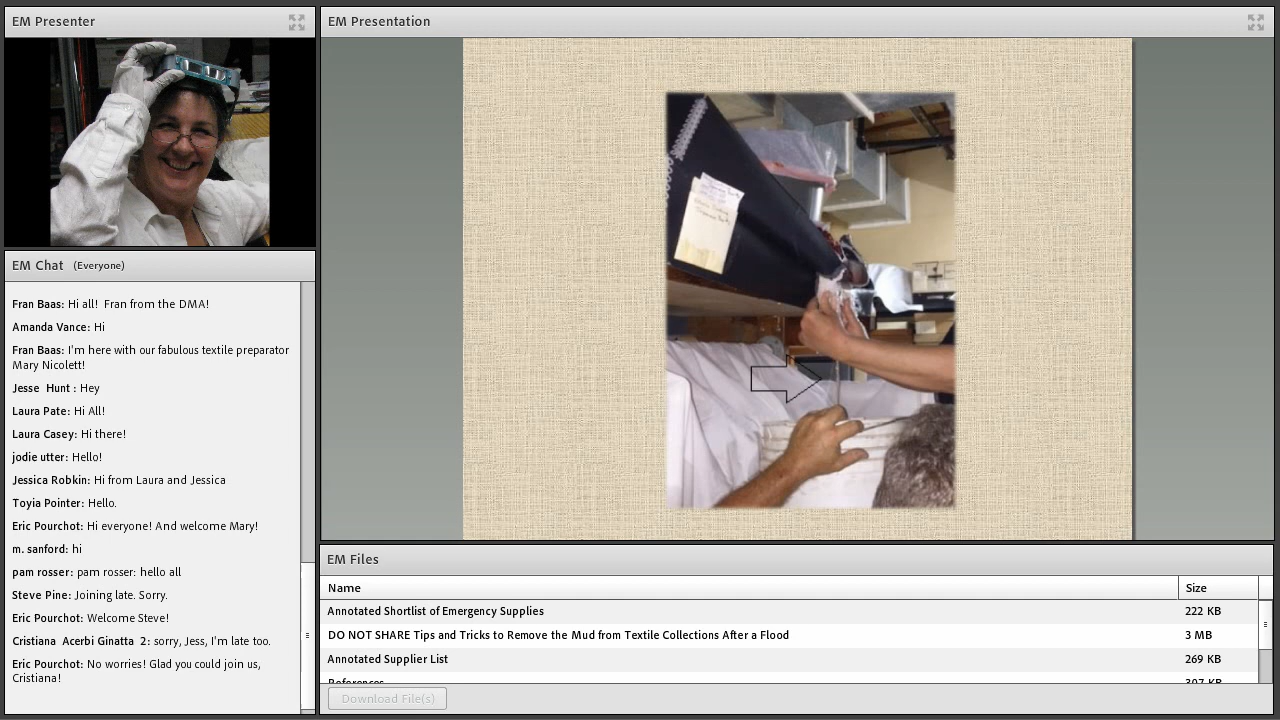 EM Presenter
EM Presentation
EM Chat (Everyone)
Fran Baas: Hi all! Fran from the DMA!
Amanda Vance: Hi
Fran Baas: I'm here with our fabulous textile preparator
Mary Nicolett!
Jesse Hunt : Hey
Laura Pate: Hi All!
Laura Casey: Hi there!
jodie utter: Hello!
Jessica Robkin: Hi from Laura and Jessica
Toyia Pointer: Hello.
Eric Pourchot: Hi everyone! And welcome Mary!
m. sanford: hi
pam rosser: pam rosser: hello all
Steve Pine: Joining late. Sorry.
Eric Pourchot: Welcome Steve!
Cristiana Acerbi Ginatta 2: sorry, Jess, I'm late too.
Eric Pourchot: No worries! Glad you could join us,
Cristiana!
EM Files
Name Size
Annotated Shortlist of Emergency Supplies 222 KB
DO NOT SHARE Tips and Tricks to Remove the Mud from Textile Collections After a Flood 3 MB
Annotated Supplier List 269 KB
References 307 KB
Download File(s)